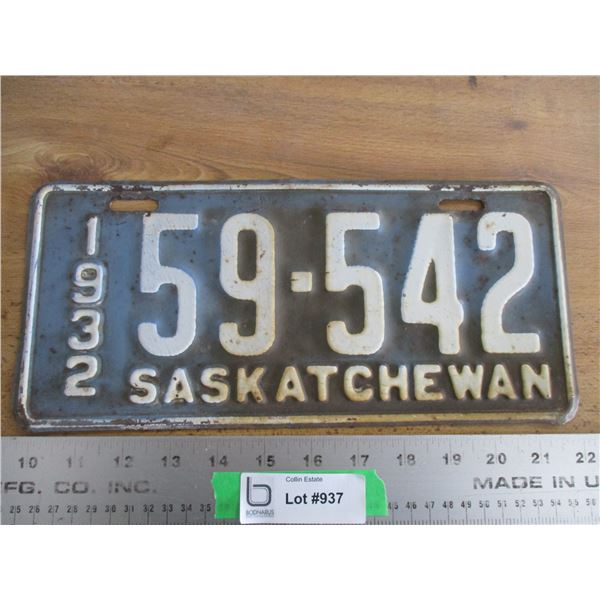 1932
59-542
SASKATCHEWAN
10 11 12 13 14 15 16 17 18 19 20 21 22
FG. CO. INC.
MADE IN U
Collin Estate
Lot #937
b
BODNARUS